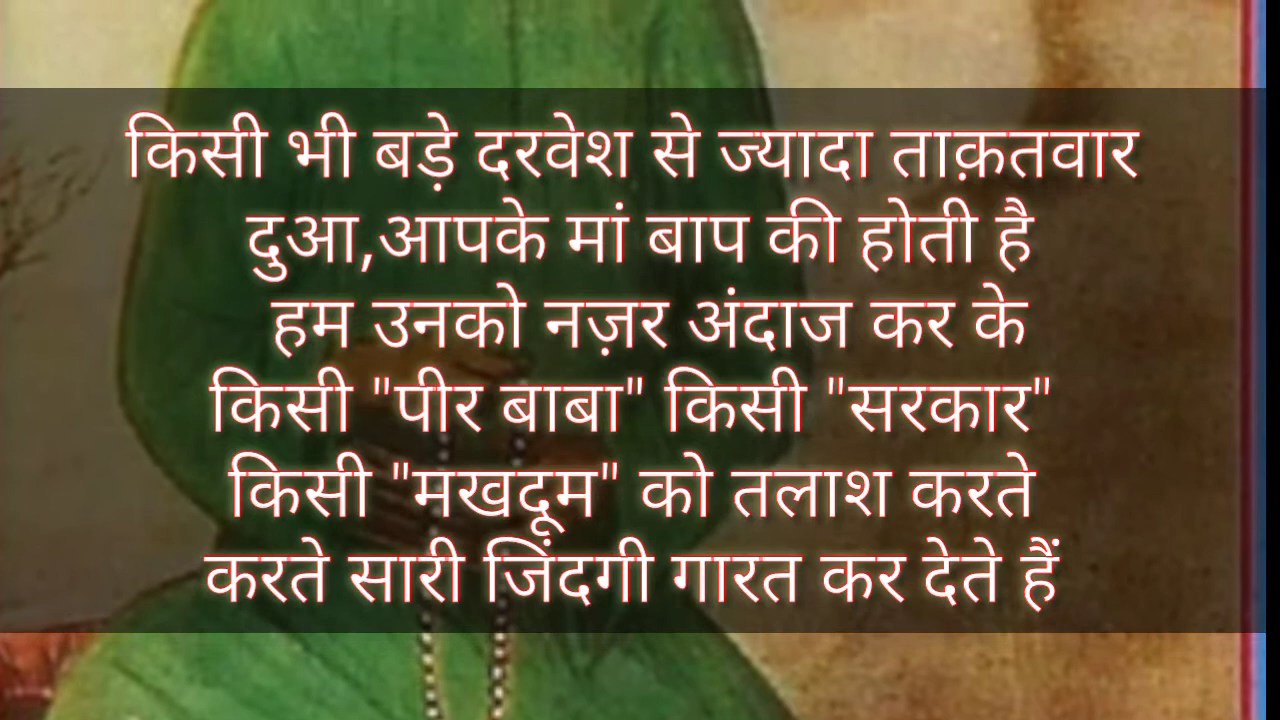 किसी भी बड़े दरवेश से ज्यादा ताक़तवार
दुआ,आपके मां बाप की होती है
हम उनको नज़र अंदाज कर के
किसी "पीर बाबा" किसी "सरकार"
किसी "मखदूम" को तलाश करते
करते सारी जिंदगी गारत कर देते हैं